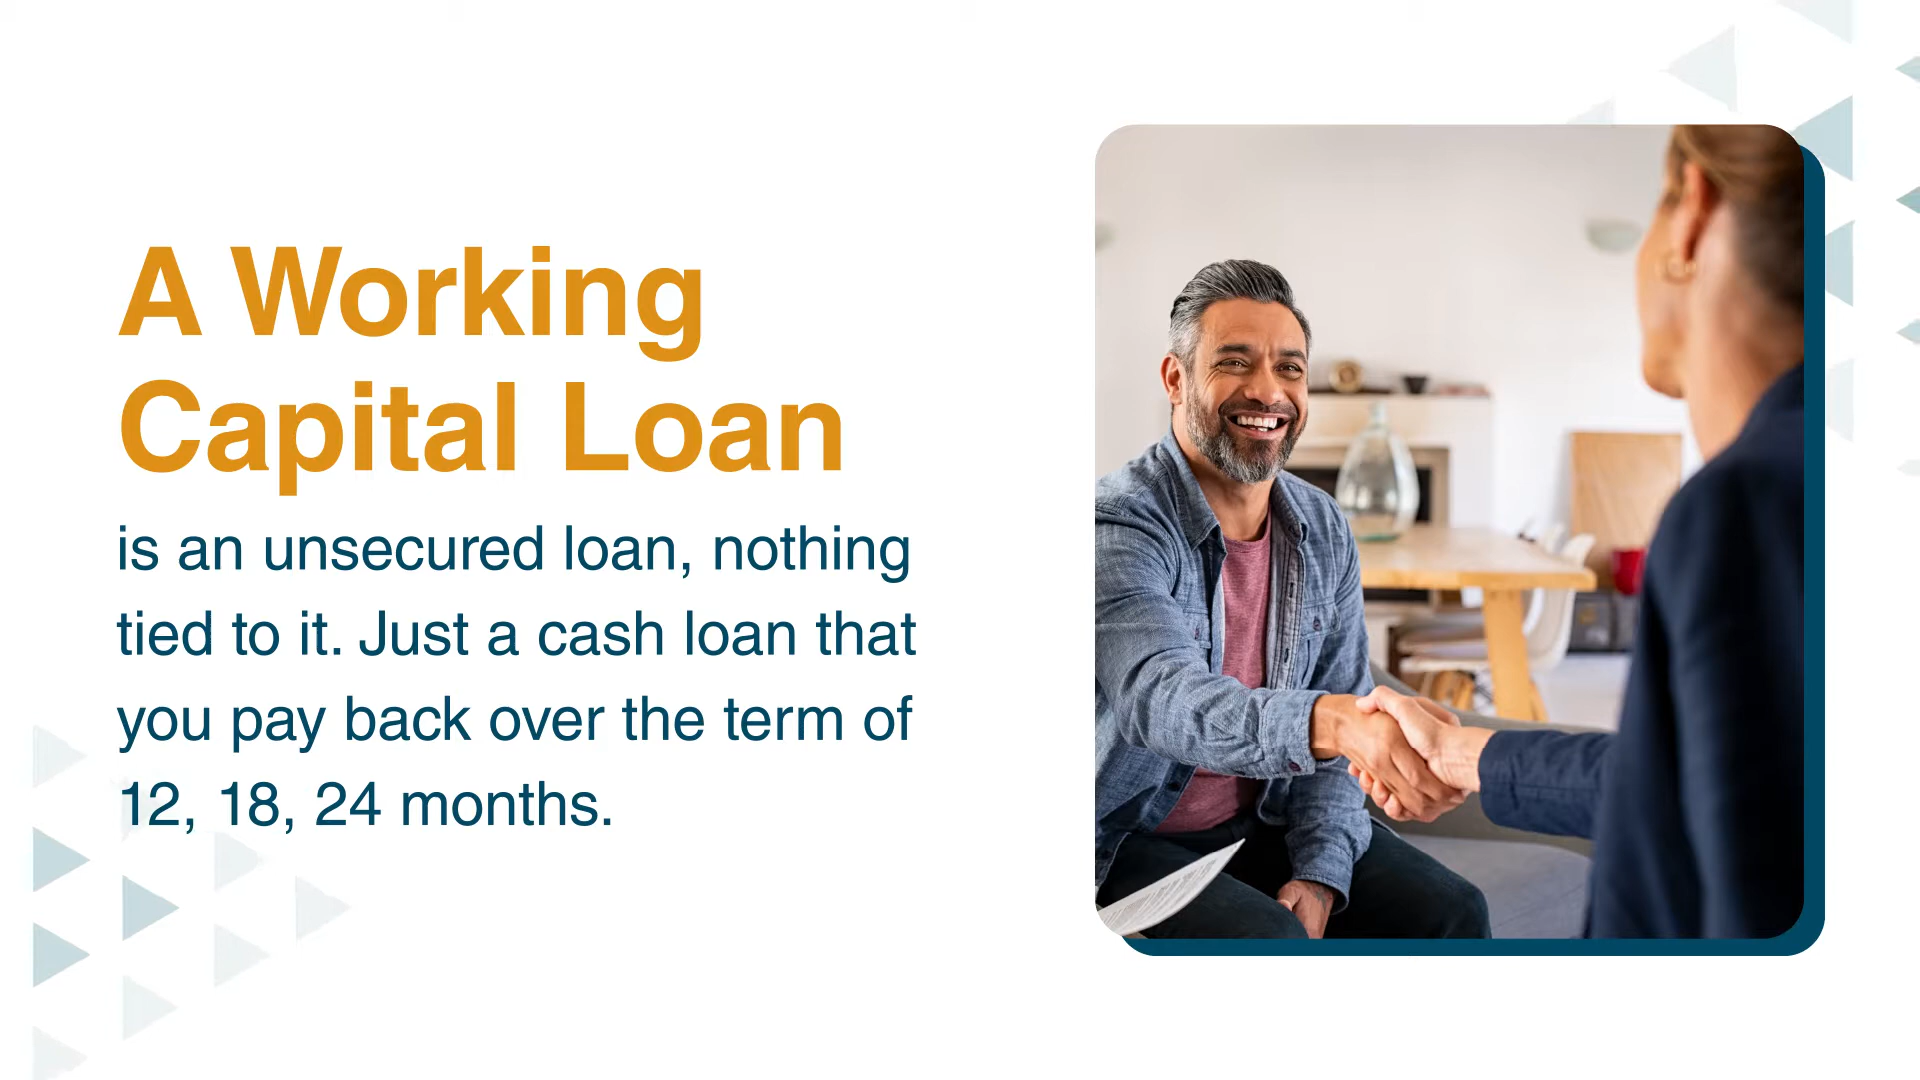 A Working
Capital Loan
is an unsecured loan, nothing
tied to it. Just a cash loan that
you pay back over the term of
12, 18, 24 months.